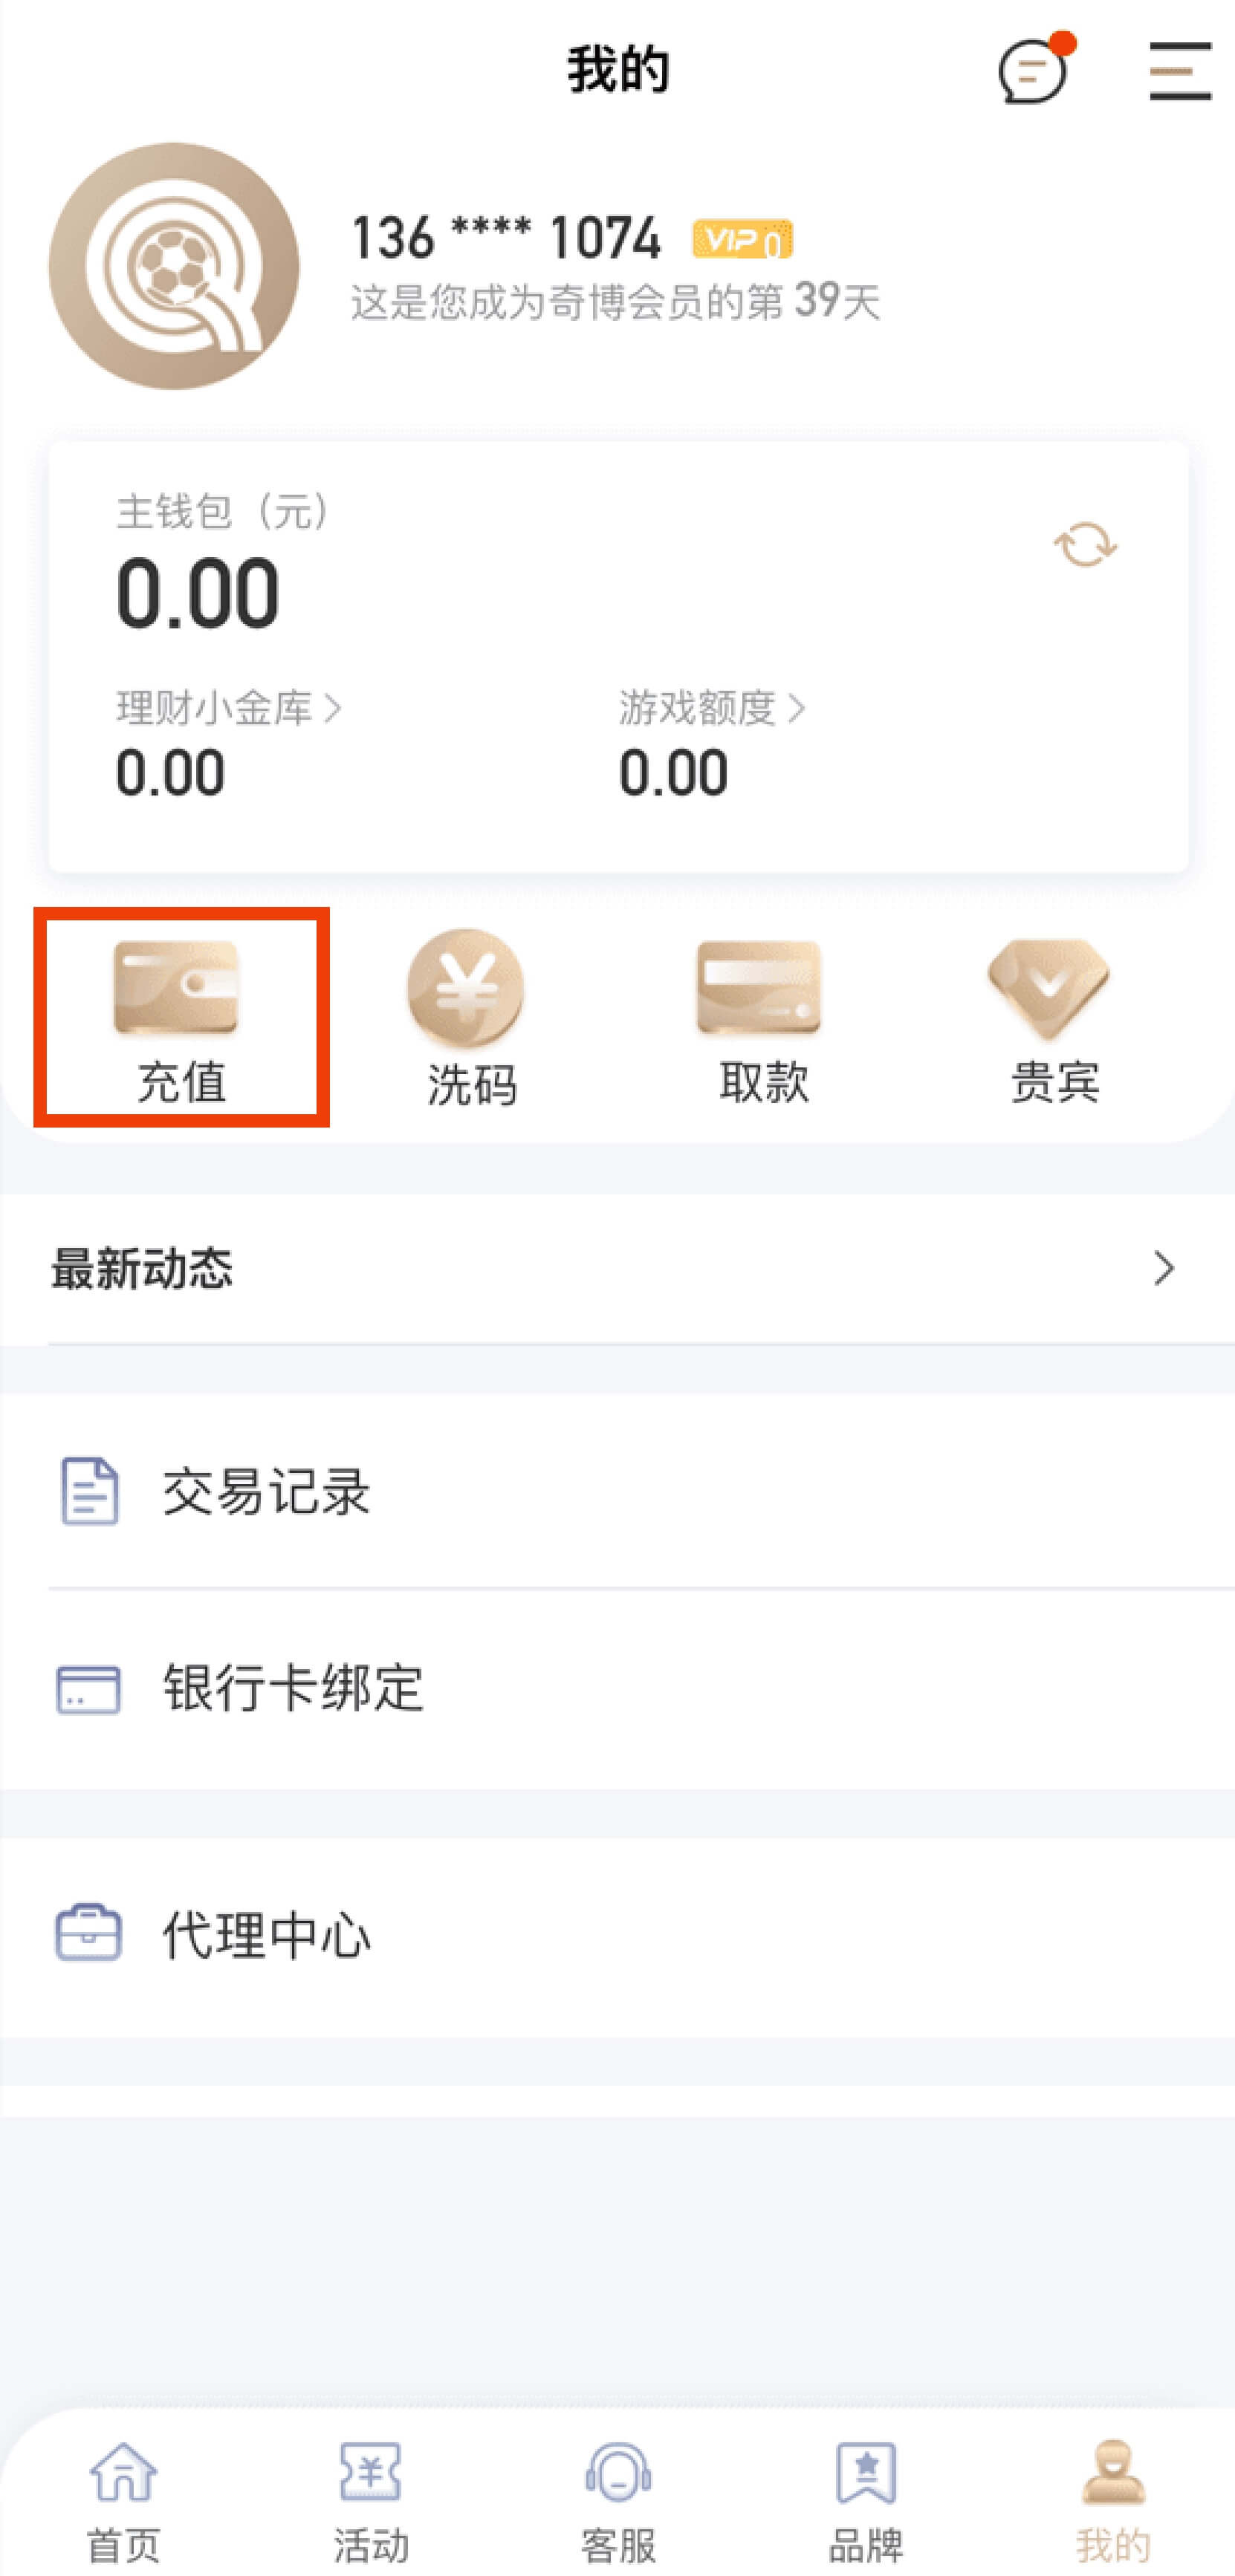 我的
136 **** 1074 VIP 0
这是您成为奇博会员的第 39天
主钱包（元）
0.00
理财小金库
游戏额度
0.00
0.00
充值
洗码
取款
贵宾
最新动态
交易记录
银行卡绑定
代理中心
首页
活动
客服
品牌
我的